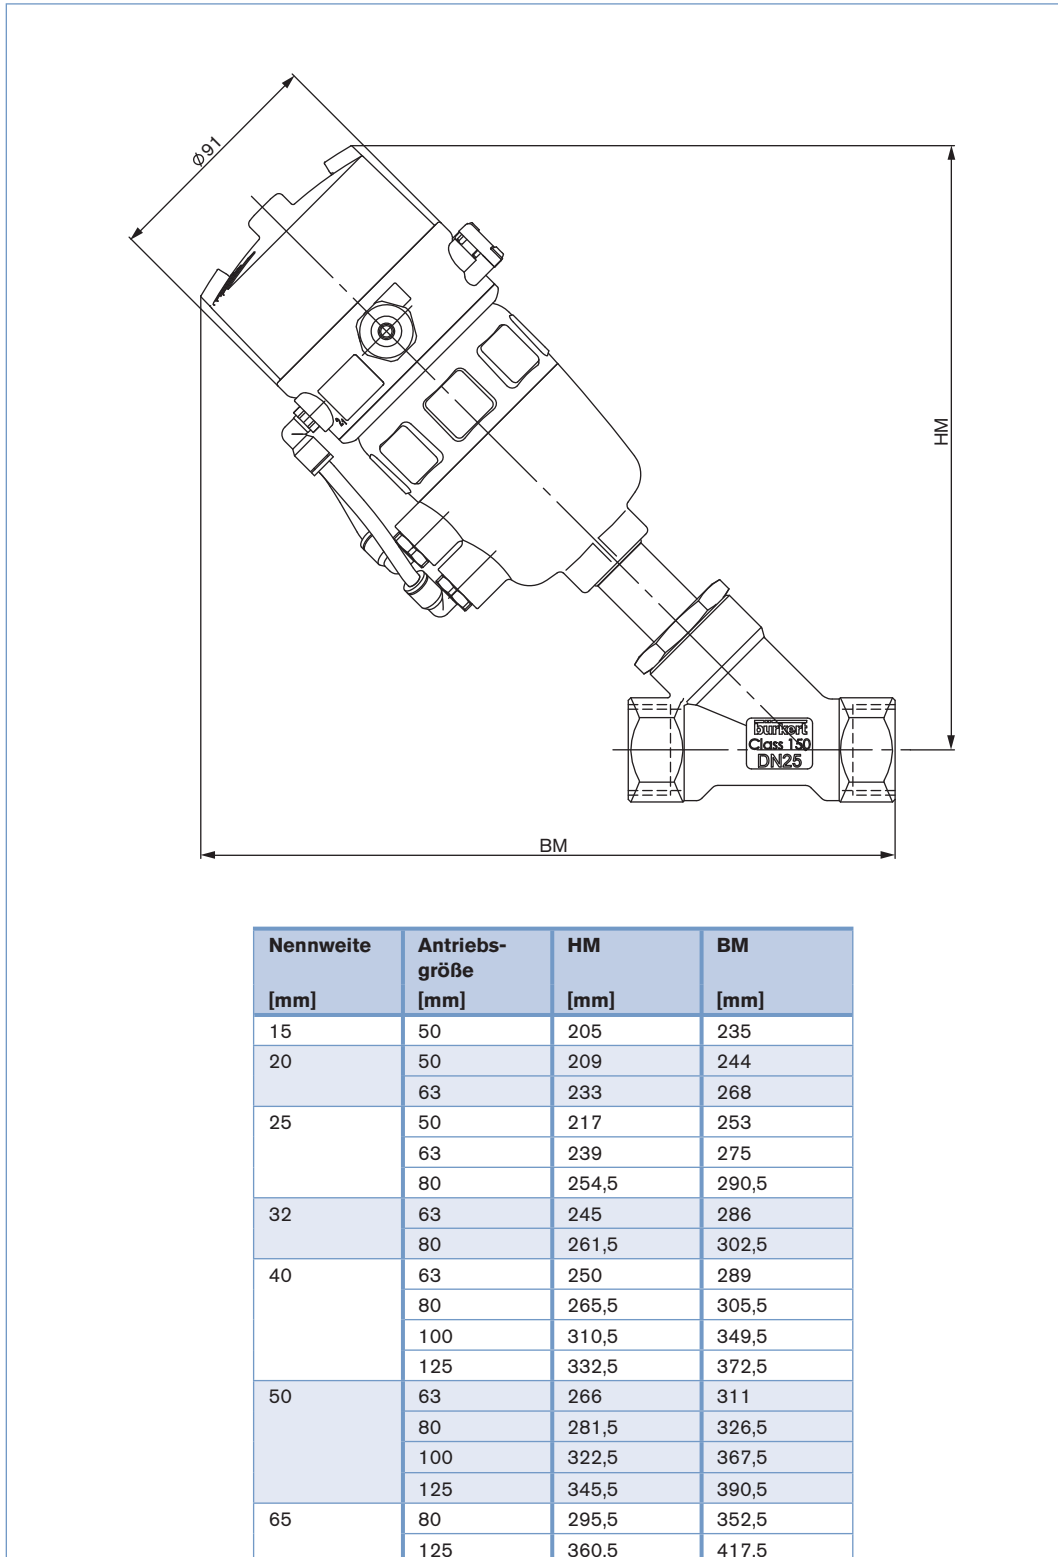 Ø91
HM
bürkert
Class 150
DN25
BM
Nennweite Antriebs- HM BM
größe
[mm] [mm] [mm] [mm]
15 50 205 235
20 50 209 244
63 233 268
25 50 217 253
63 239 275
80 254,5 290,5
32 63 245 286
80 261,5 302,5
40 63 250 289
80 265,5 305,5
100 310,5 349,5
125 332,5 372,5
50 63 266 311
80 281,5 326,5
100 322,5 367,5
125 345,5 390,5
65 80 295,5 352,5
125 360,5 417,5